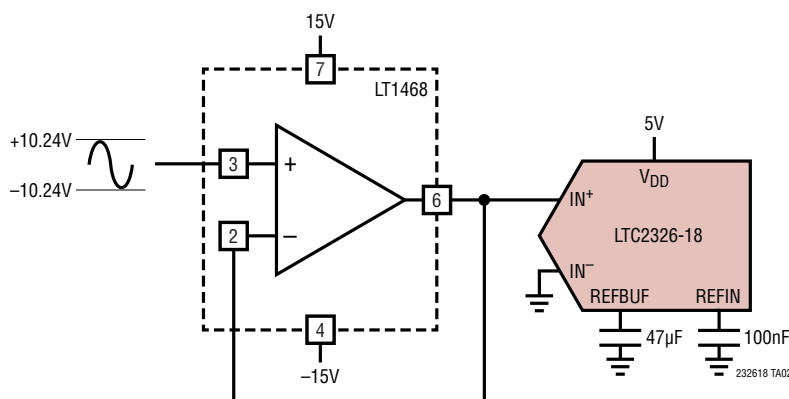 15V
7
LT1468
+10.24V
–10.24V
3
+
2
–
6
4
–15V
5V
VDD
IN+
LTC2326-18
IN–
REFBUF
REFIN
47µF
100nF
232618 TA02